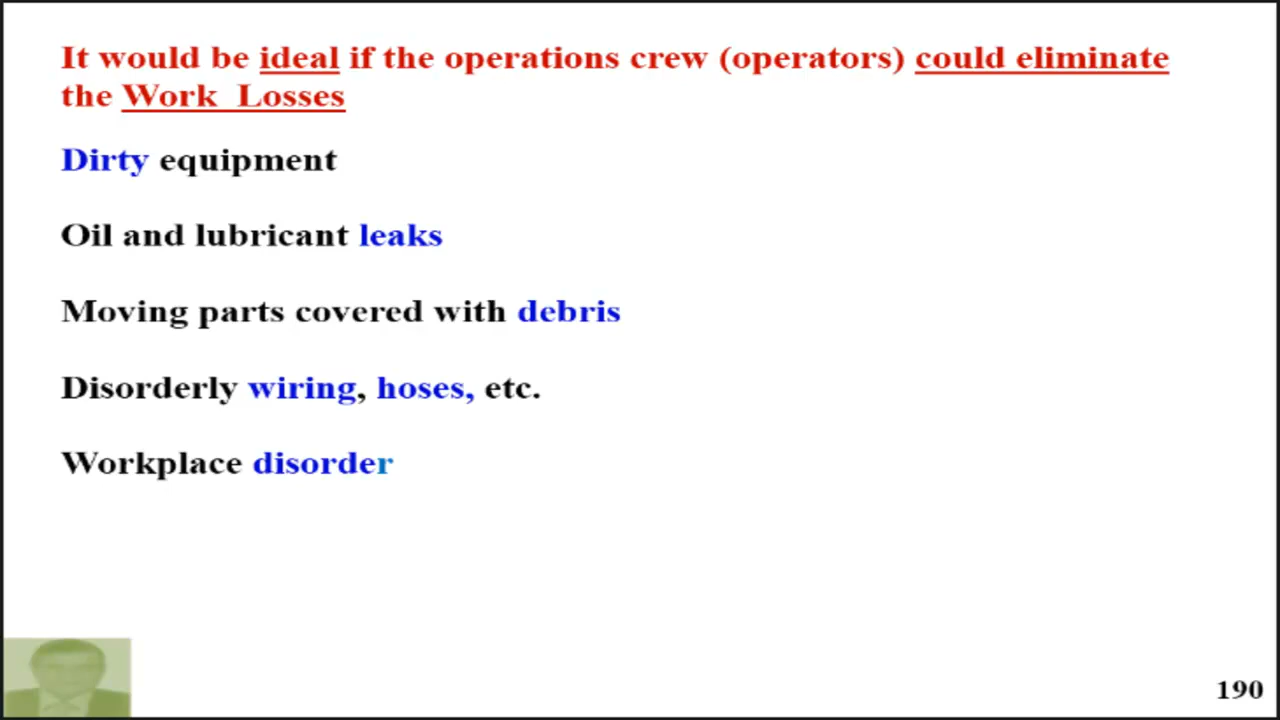 It would be ideal if the operations crew (operators) could eliminate
the Work Losses
Dirty equipment
Oil and lubricant leaks
Moving parts covered with debris
Disorderly wiring, hoses, etc.
Workplace disorder
190